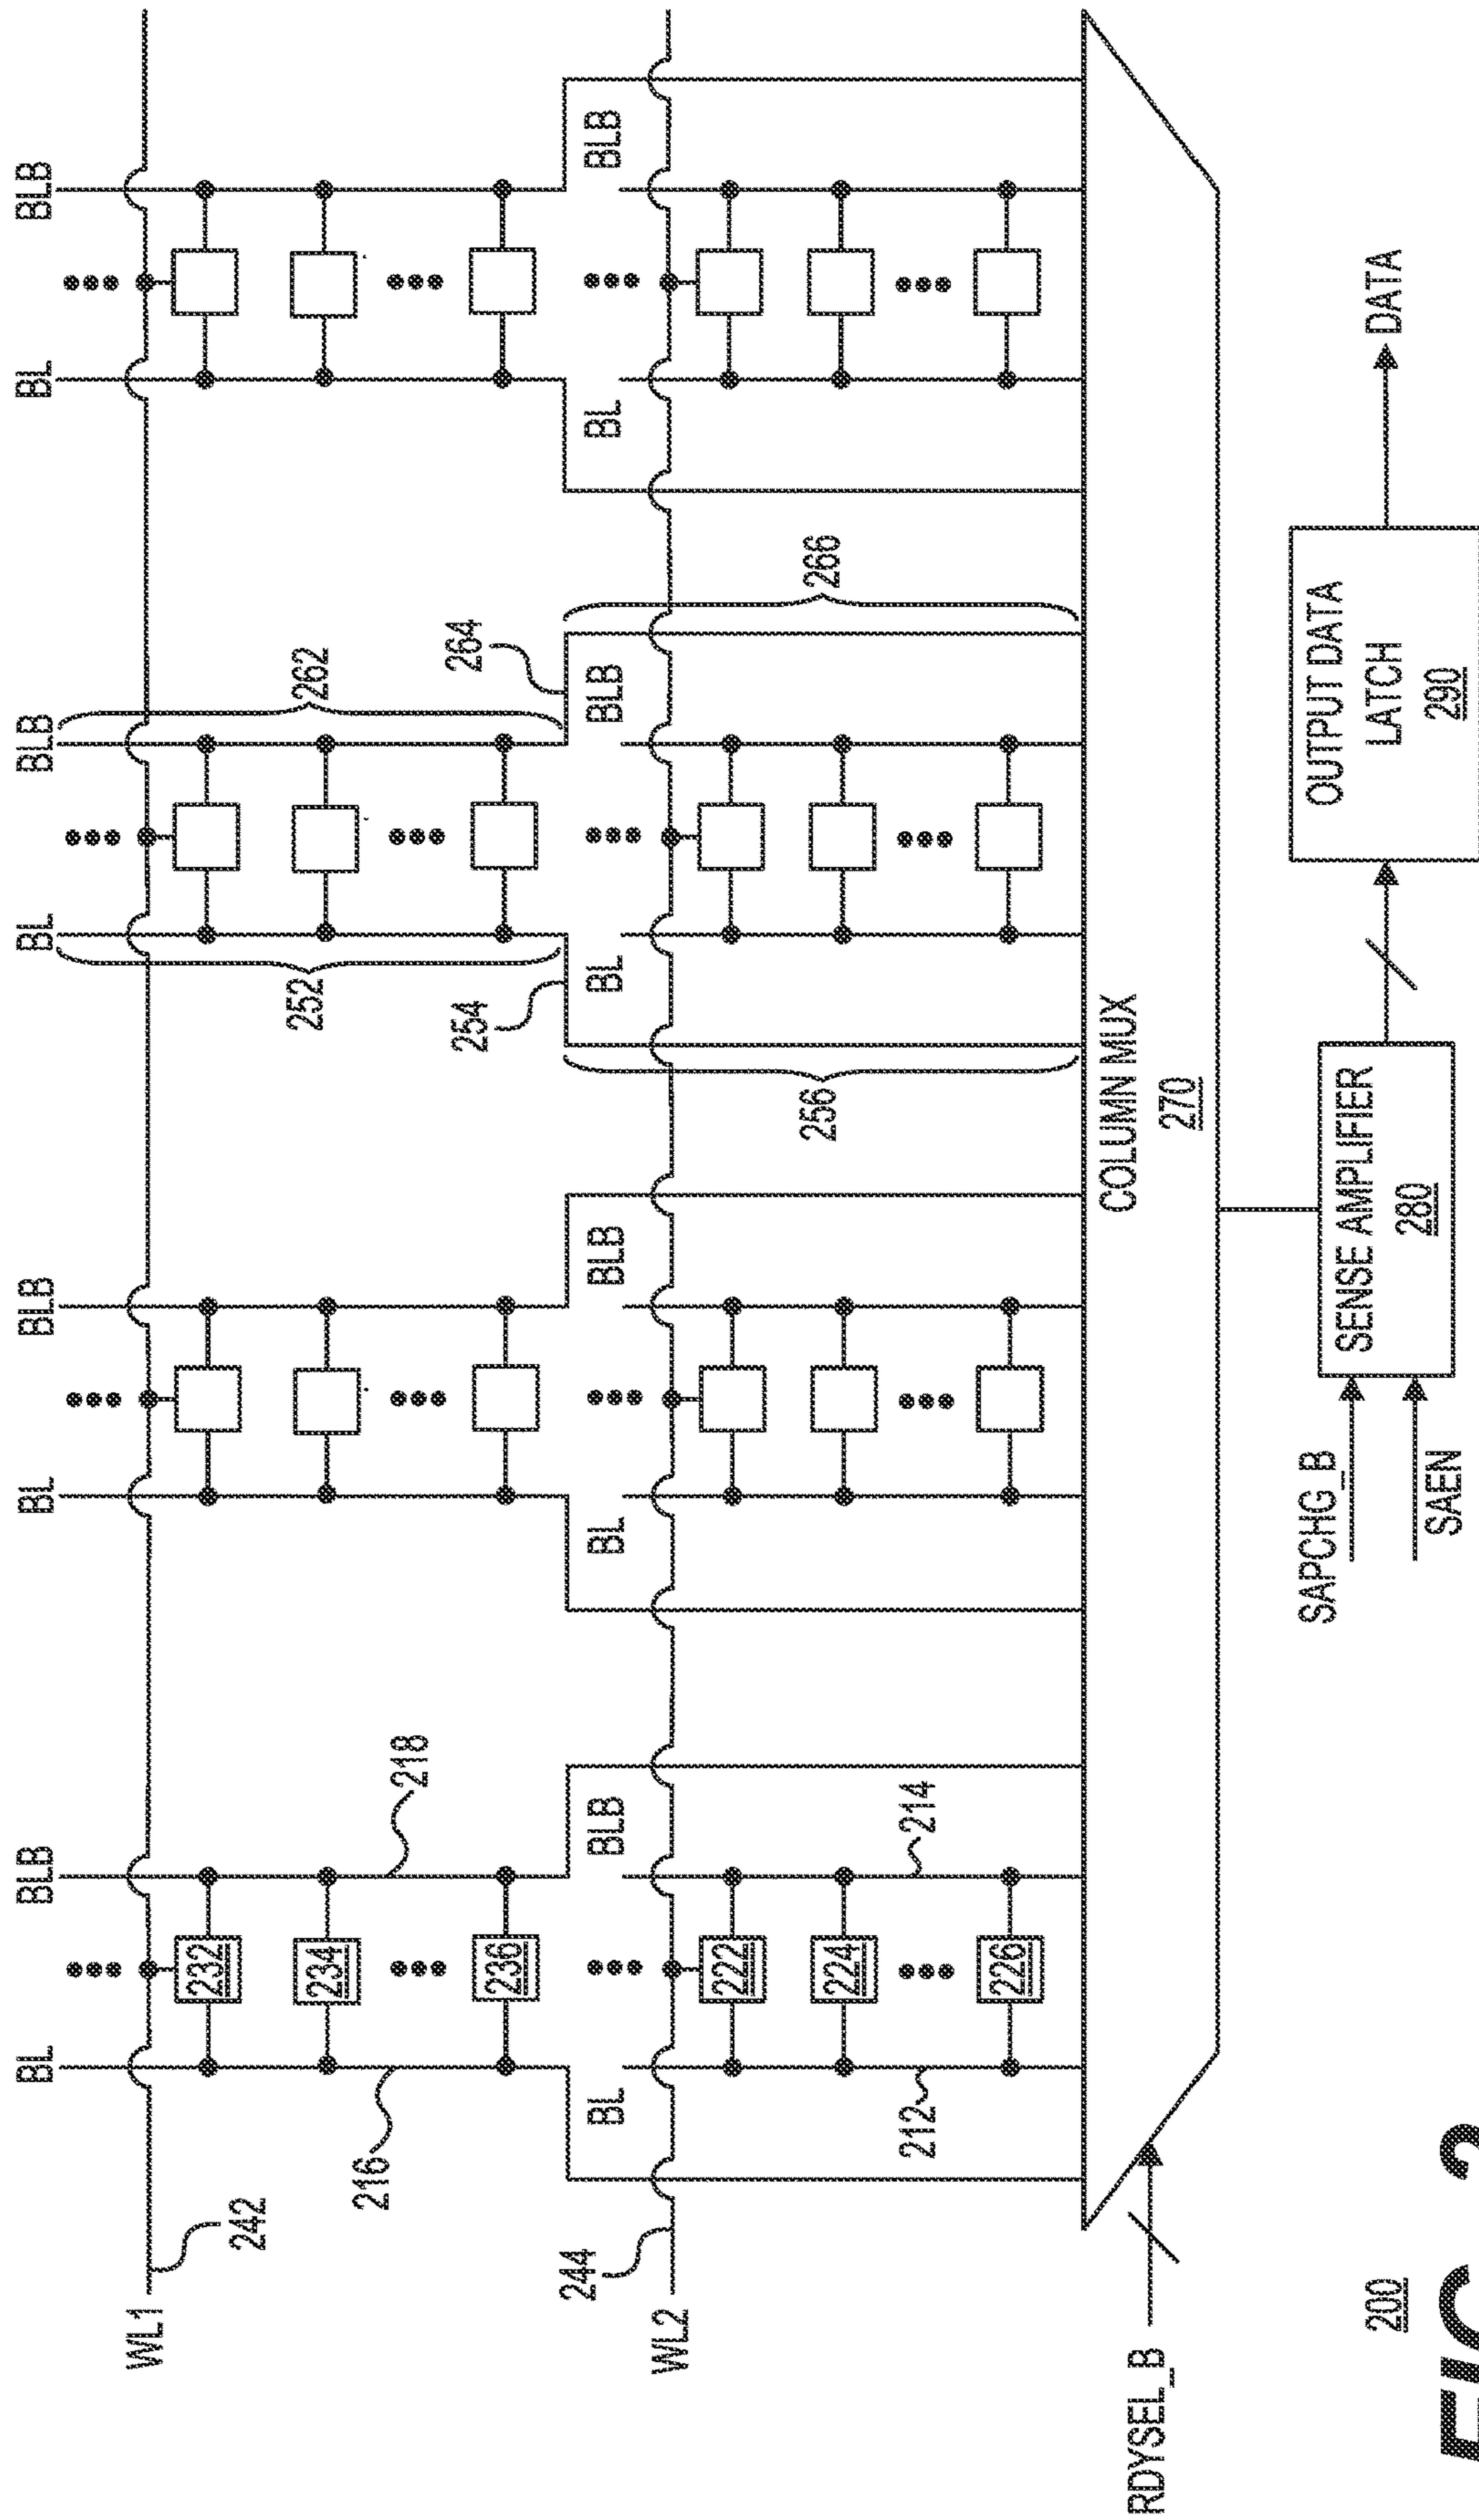 BL BLB BL BLB BL BLB BL BLB
WL1
232
242
252 262
234
216
218
254 264
236
244
BL BLB BL BLB BL BLB BL BLB
WL2
222
256 266
224
212 214
226
COLUMN MUX
RDYSEL_B
270
SAPCHG_B
SENSE AMPLIFIER
280
SAEN
OUTPUT DATA
LATCH
290
DATA
200
FIG. 2